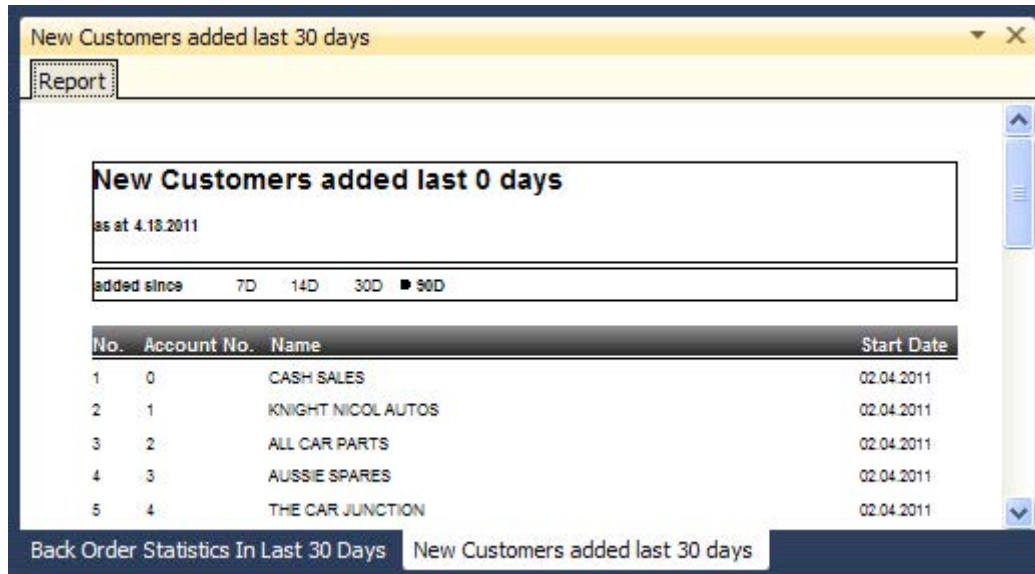 New Customers added last 30 days
Report
New Customers added last 0 days
as at 4.18.2011
added since 7D 14D 30D 90D
No. Account No. Name Start Date
1 0 CASH SALES 02.04.2011
2 1 KNIGHT NICOL AUTOS 02.04.2011
3 2 ALL CAR PARTS 02.04.2011
4 3 AUSSIE SPARES 02.04.2011
5 4 THE CAR JUNCTION 02.04.2011
Back Order Statistics In Last 30 Days New Customers added last 30 days